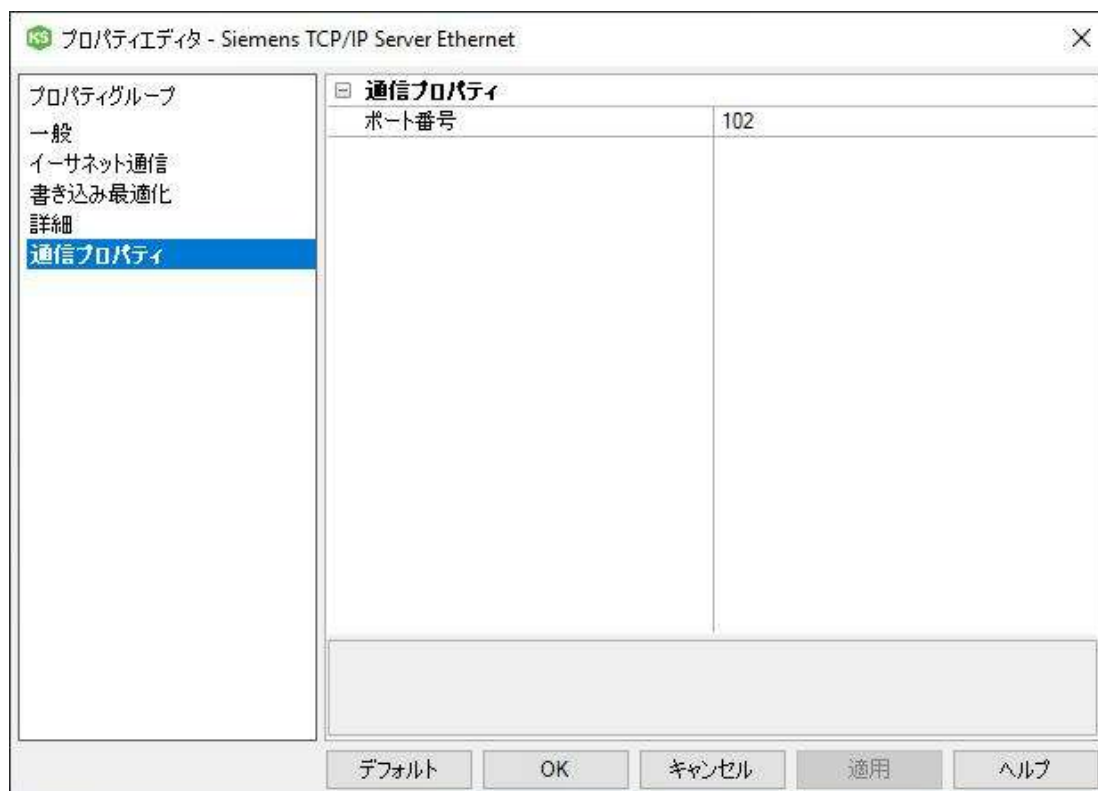 KS プロパティエディタ - Siemens TCP/IP Server Ethernet
プロパティグループ
一般
イーサネット通信
書き込み最適化
詳細
通信プロパティ
通信プロパティ
ポート番号 102
デフォルト OK キャンセル 適用 ヘルプ